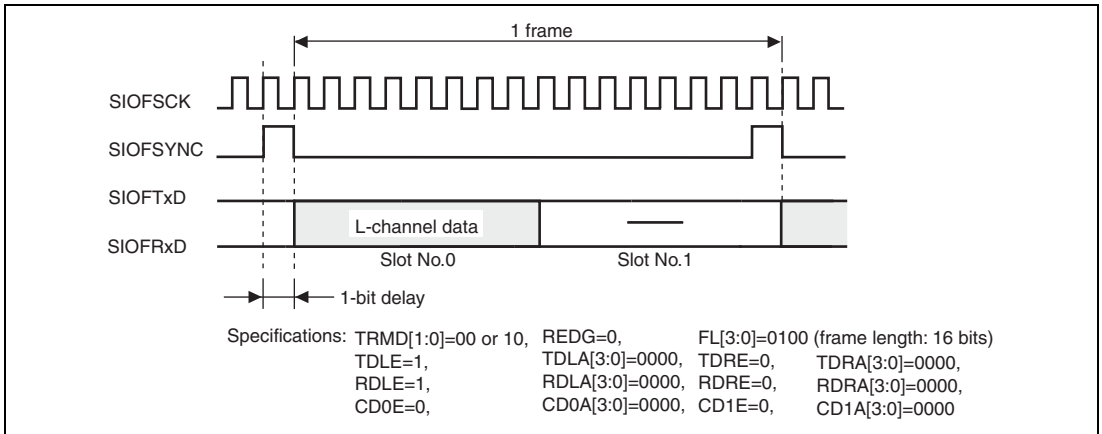 1 frame
SIOFSCK
SIOFSYNC
SIOFTxD
SIOFRxD
L-channel data
Slot No.0 Slot No.1
1-bit delay
Specifications: TRMD[1:0]=00 or 10, REDG=0, FL[3:0]=0100 (frame length: 16 bits)
TDLE=1, TDLA[3:0]=0000, TDRE=0, TDRA[3:0]=0000,
RDLE=1, RDLA[3:0]=0000, RDRE=0, RDRA[3:0]=0000,
CD0E=0, CD0A[3:0]=0000, CD1E=0, CD1A[3:0]=0000